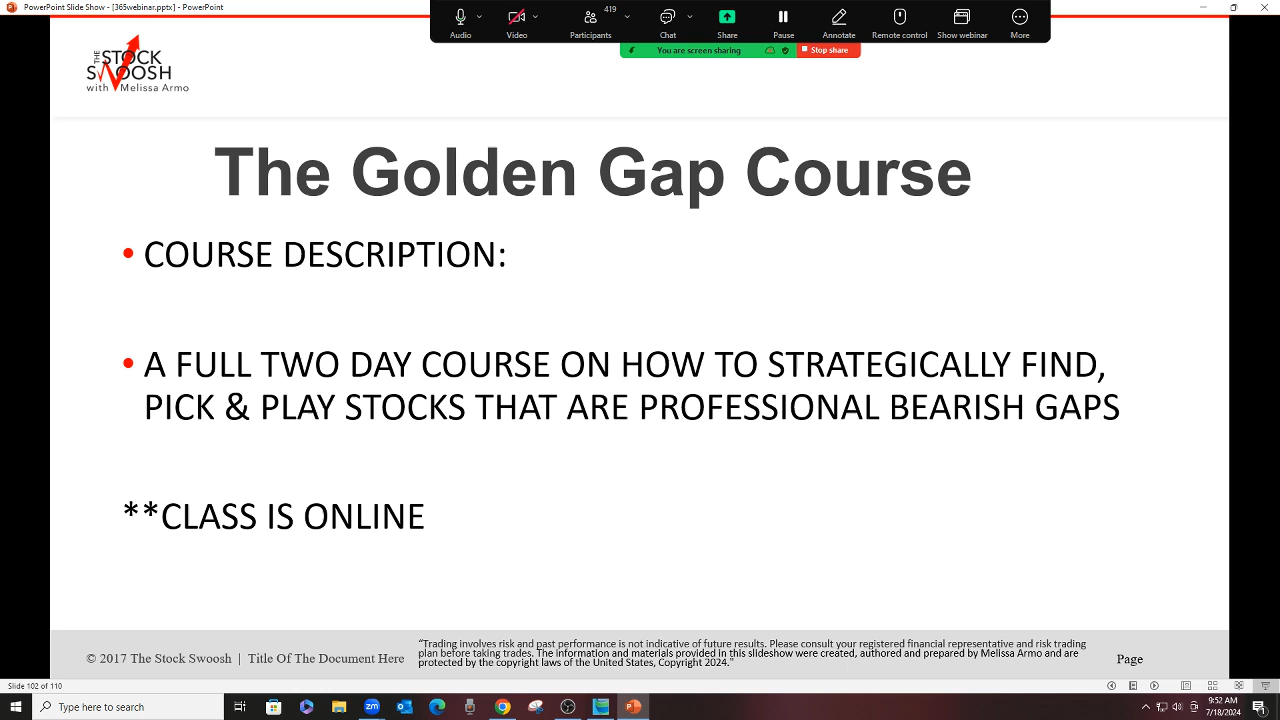 PowerPoint Slide Show - [365webinar.pptx] - PowerPoint
419
Audio Video Participants Chat Share Pause Annotate Remote control Show webinar More
You are screen sharing Stop share
THE STOCK
SWOOSH
with Melissa Armo
The Golden Gap Course
• COURSE DESCRIPTION:
• A FULL TWO DAY COURSE ON HOW TO STRATEGICALLY FIND,
PICK & PLAY STOCKS THAT ARE PROFESSIONAL BEARISH GAPS
**CLASS IS ONLINE
© 2017 The Stock Swoosh | Title Of The Document Here
"Trading involves risk and past performance is not indicative of future results. Please consult your registered financial representative and risk trading
plan before taking trades. The information and materials provided in this slideshow were created, authored and prepared by Melissa Armo and are
protected by the copyright laws of the United States, Copyright 2024."
Page
Slide 102 of 110
Type here to search
9:52 AM
7/18/2024